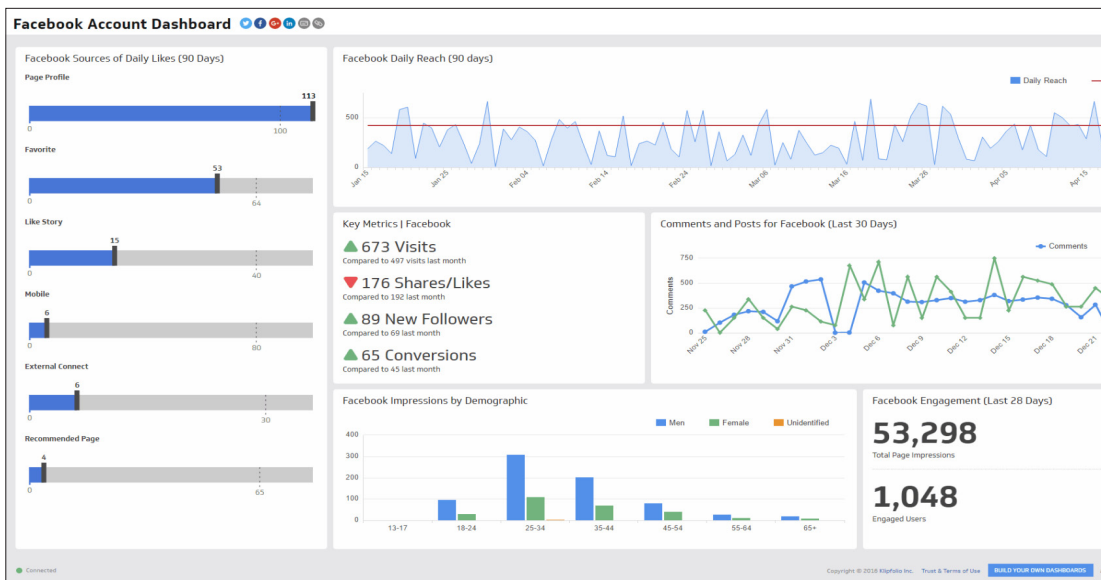 Facebook Account Dashboard
Facebook Sources of Daily Likes (90 Days)
Page Profile
113
0
100
Favorite
53
0
64
Like Story
15
0
40
Mobile
6
0
80
External Connect
6
0
30
Recommended Page
4
0
65
Facebook Daily Reach (90 days)
Daily Reach
500
0
Jan 15
Jan 25
Feb 04
Feb 14
Feb 24
Mar 06
Mar 16
Mar 26
Apr 05
Apr 15
Key Metrics | Facebook
673 Visits
Compared to 497 visits last month
176 Shares/Likes
Compared to 192 last month
89 New Followers
Compared to 69 last month
65 Conversions
Compared to 45 last month
Comments and Posts for Facebook (Last 30 Days)
Comments
Comments
750
500
250
0
Nov 25
Nov 28
Nov 31
Dec 3
Dec 6
Dec 9
Dec 12
Dec 15
Dec 18
Dec 21
Facebook Impressions by Demographic
Men Female Unidentified
400
300
200
100
0
13-17 18-24 25-34 35-44 45-54 55-64 65+
Facebook Engagement (Last 28 Days)
53,298
Total Page Impressions
1,048
Engaged Users
Connected
Copyright © 2018 Klipfolio Inc. Trust & Terms of Use BUILD YOUR OWN DASHBOARDS